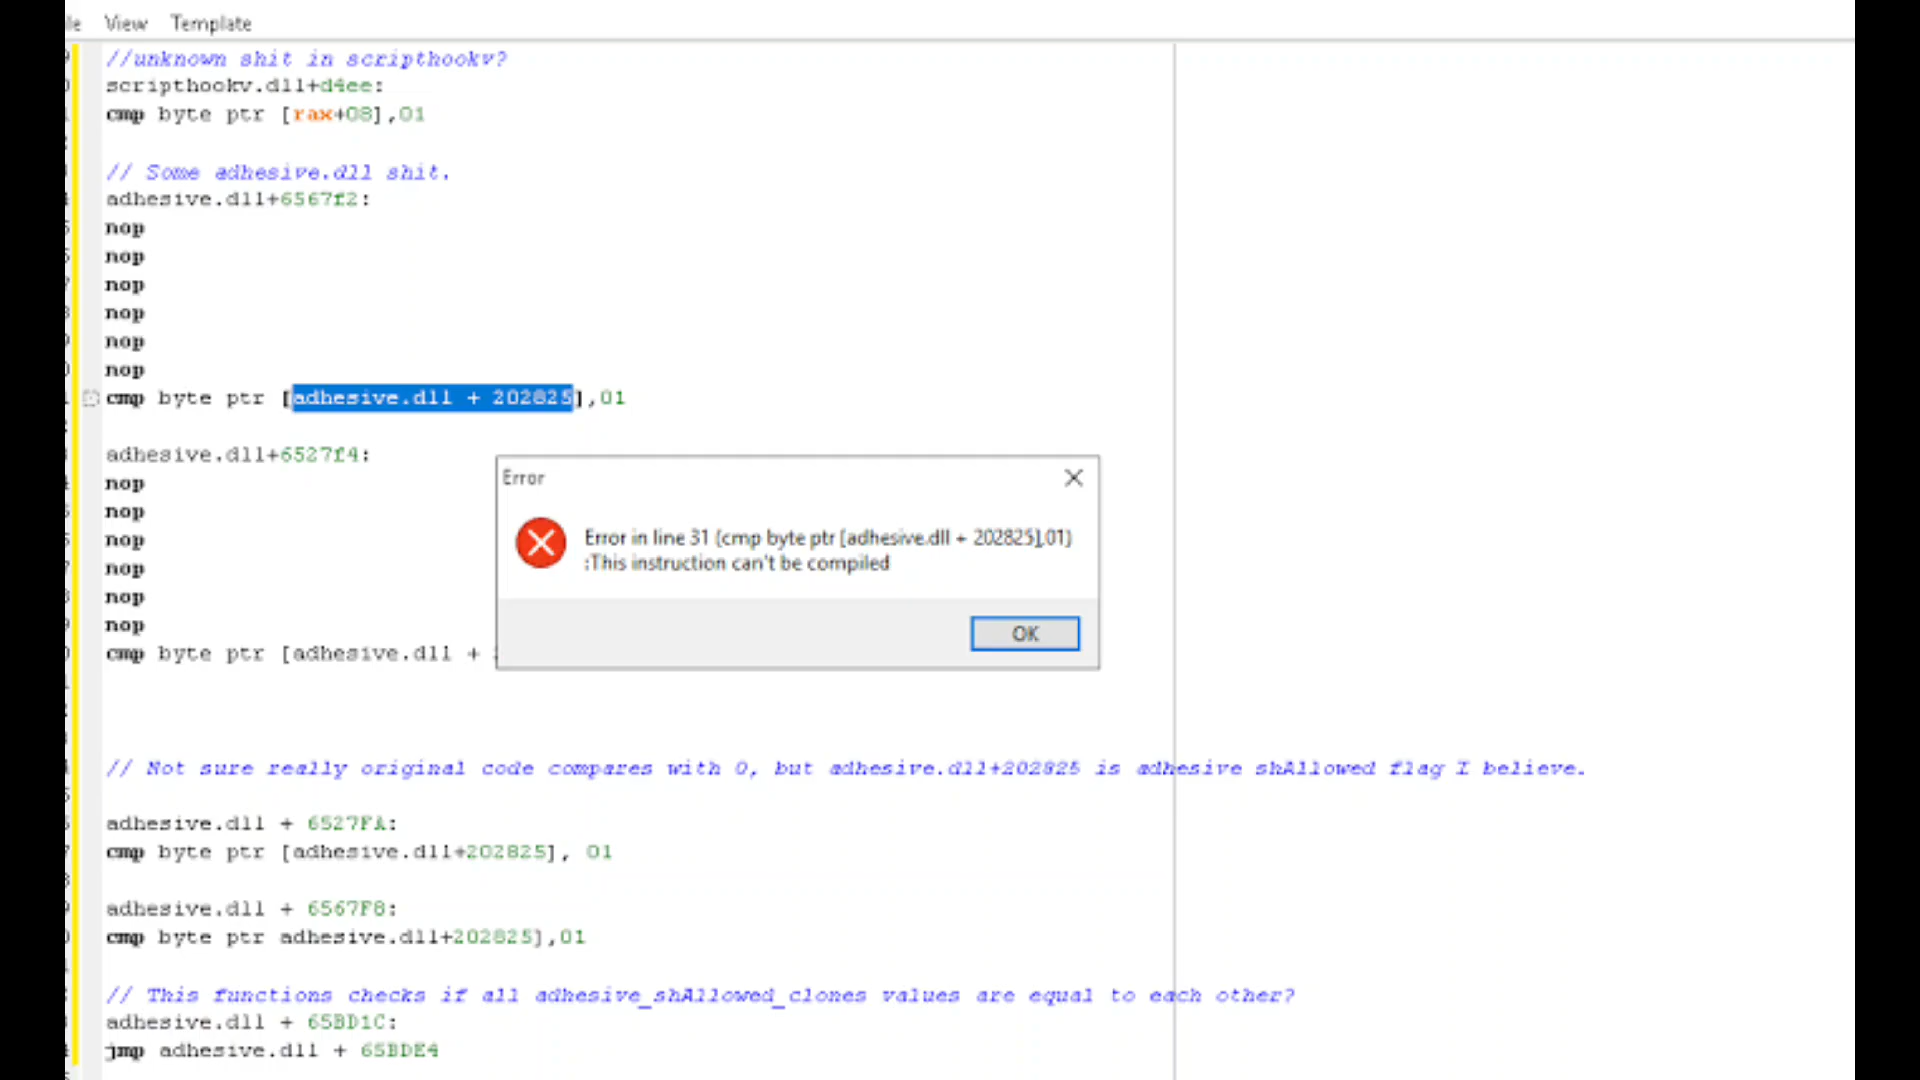 View Template
//unknown shit in scripthookv?
scripthookv.dll+d4ee:
cmp byte ptr [rax+08],01
// Some adhesive.dll shit.
adhesive.dll+6567f2:
nop
nop
nop
nop
nop
nop
cmp byte ptr [adhesive.dll + 202825],01
adhesive.dll+6527f4:
nop
nop
nop
nop
nop
nop
cmp byte ptr [adhesive.dll +
Error
Error in line 31 (cmp byte ptr [adhesive.dll + 202825],01)
:This instruction can't be compiled
OK
// Not sure really original code compares with 0, but adhesive.dll+202825 is adhesive shAllowed flag I believe.
adhesive.dll + 6527FA:
cmp byte ptr [adhesive.dll+202825], 01
adhesive.dll + 6567F8:
cmp byte ptr adhesive.dll+202825],01
// This functions checks if all adhesive_shAllowed_clones values are equal to each other?
adhesive.dll + 65BD1C:
jmp adhesive.dll + 65BDE4